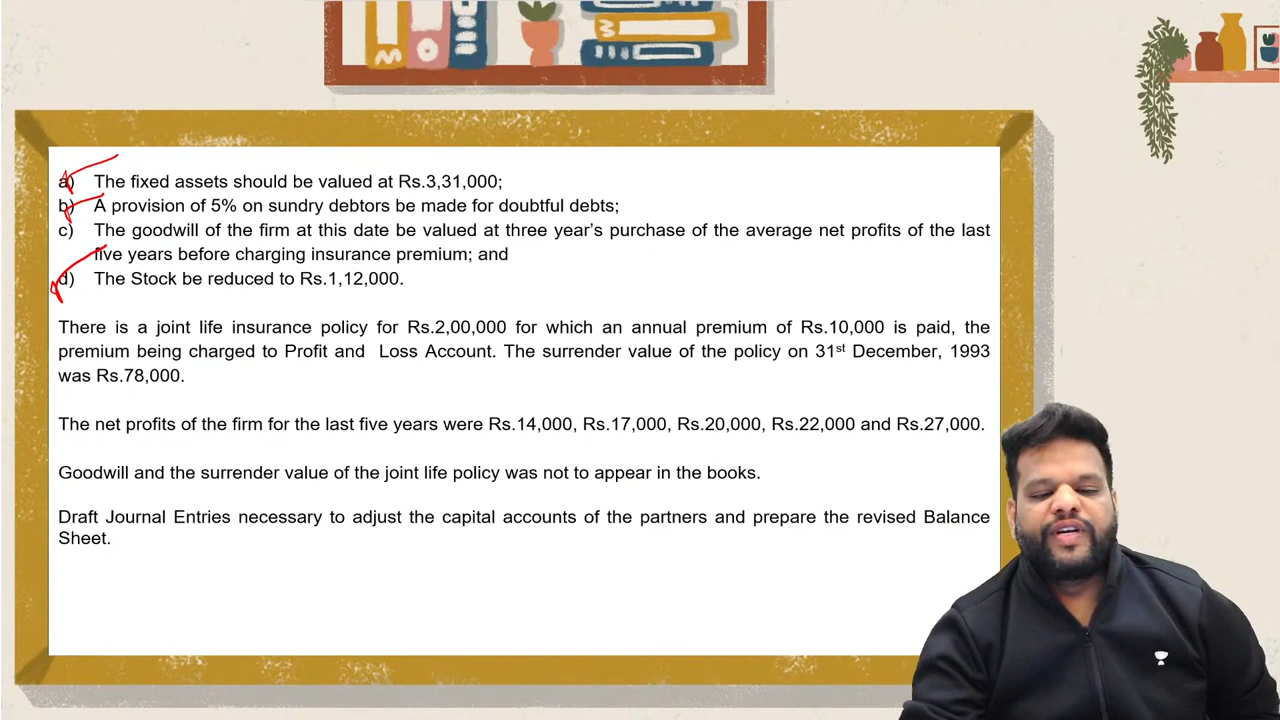 a) The fixed assets should be valued at Rs.3,31,000;
b) A provision of 5% on sundry debtors be made for doubtful debts;
c) The goodwill of the firm at this date be valued at three year's purchase of the average net profits of the last
five years before charging insurance premium; and
d) The Stock be reduced to Rs.1,12,000.
There is a joint life insurance policy for Rs.2,00,000 for which an annual premium of Rs.10,000 is paid, the
premium being charged to Profit and Loss Account. The surrender value of the policy on 31st December, 1993
was Rs.78,000.
The net profits of the firm for the last five years were Rs.14,000, Rs.17,000, Rs.20,000, Rs.22,000 and Rs.27,000.
Goodwill and the surrender value of the joint life policy was not to appear in the books.
Draft Journal Entries necessary to adjust the capital accounts of the partners and prepare the revised Balance
Sheet.